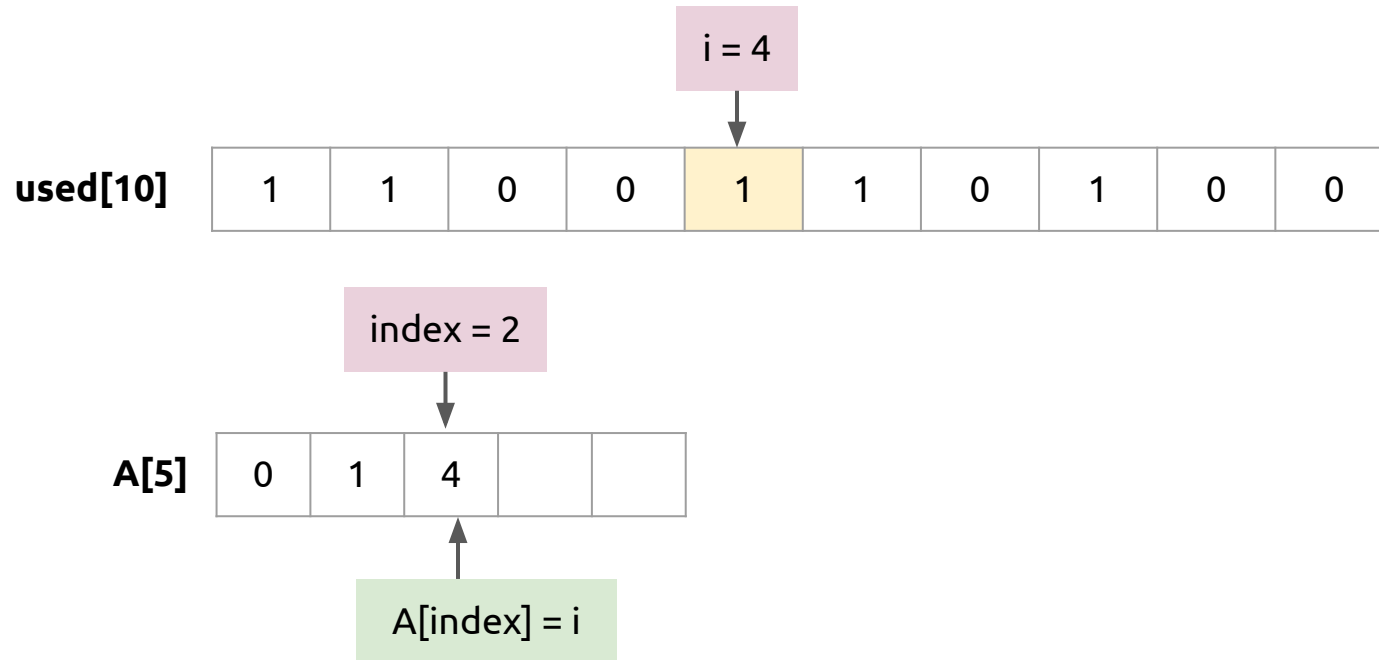 i = 4
used[10] 1 1 0 0 1 1 0 1 0 0
index = 2
A[5] 0 1 4
A[index] = i